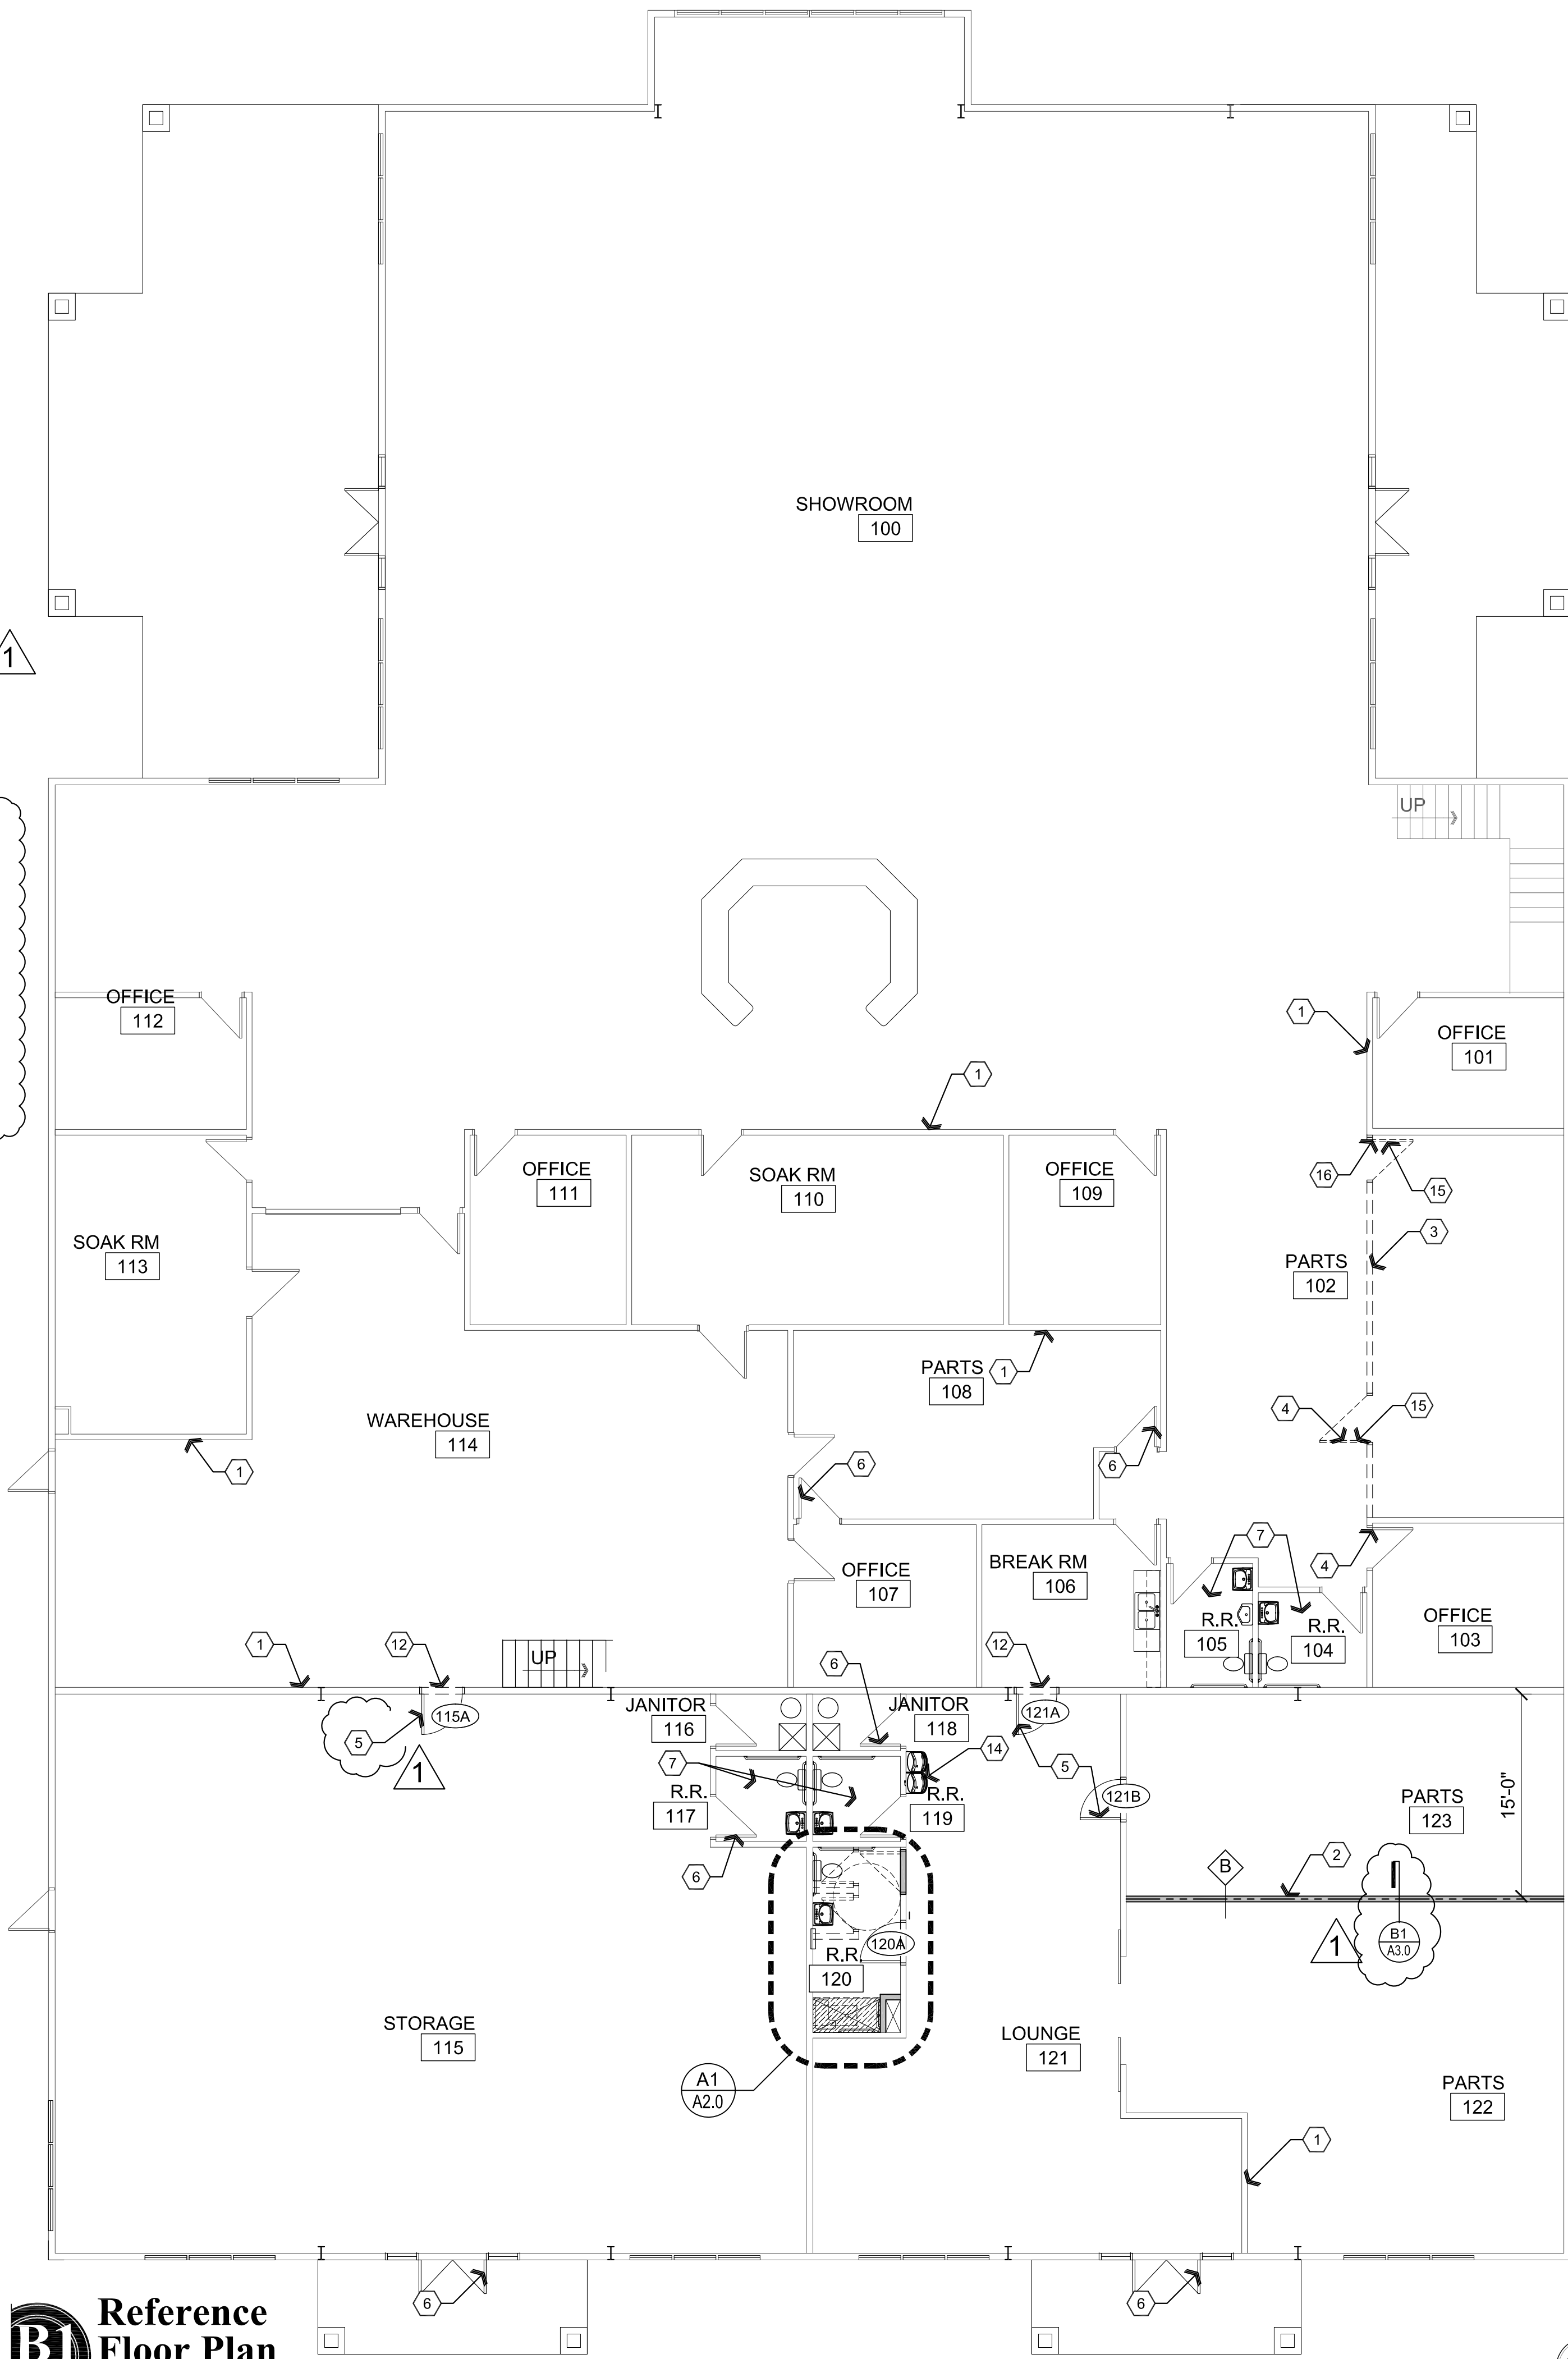 1
SHOWROOM
100
UP
OFFICE
112
1
OFFICE
101
1
OFFICE
111
SOAK RM
110
OFFICE
109
16
15
SOAK RM
113
3
PARTS
102
PARTS
108
1
4
15
WAREHOUSE
114
1
6
6
7
4
OFFICE
107
BREAK RM
106
R.R.
105
R.R.
104
OFFICE
103
1
12
UP
6
12
JANITOR
116
JANITOR
118
115A
121A
5
1
7
14
5
R.R.
117
R.R.
119
121B
PARTS
123
15'-0"
6
B
2
120A
1
B1
A3.0
R.R.
120
STORAGE
115
LOUNGE
121
A1
A2.0
PARTS
122
1
6
6
B1
Reference
Floor Plan